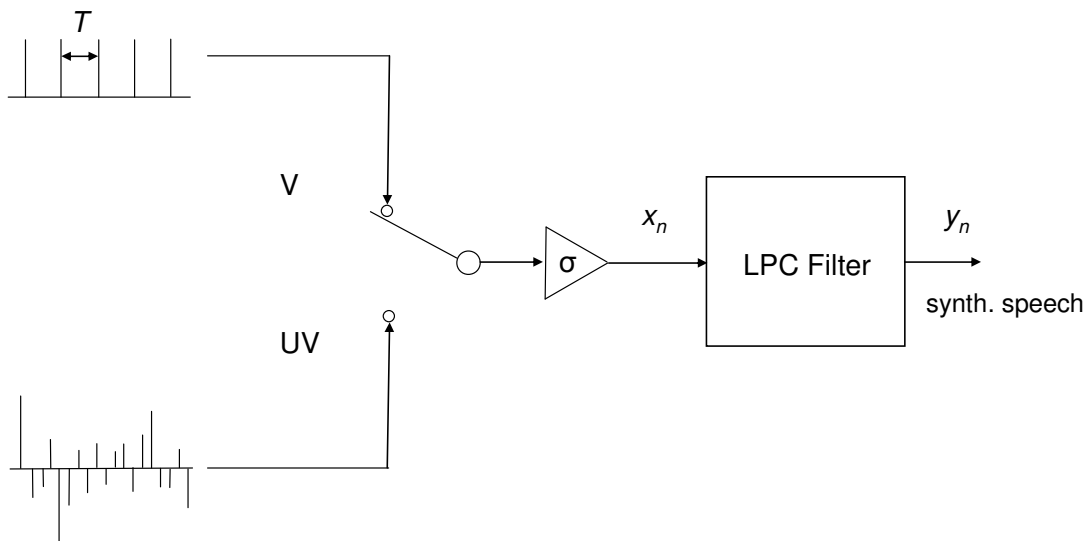 T
V
σ
x_n
LPC Filter
y_n
synth. speech
UV